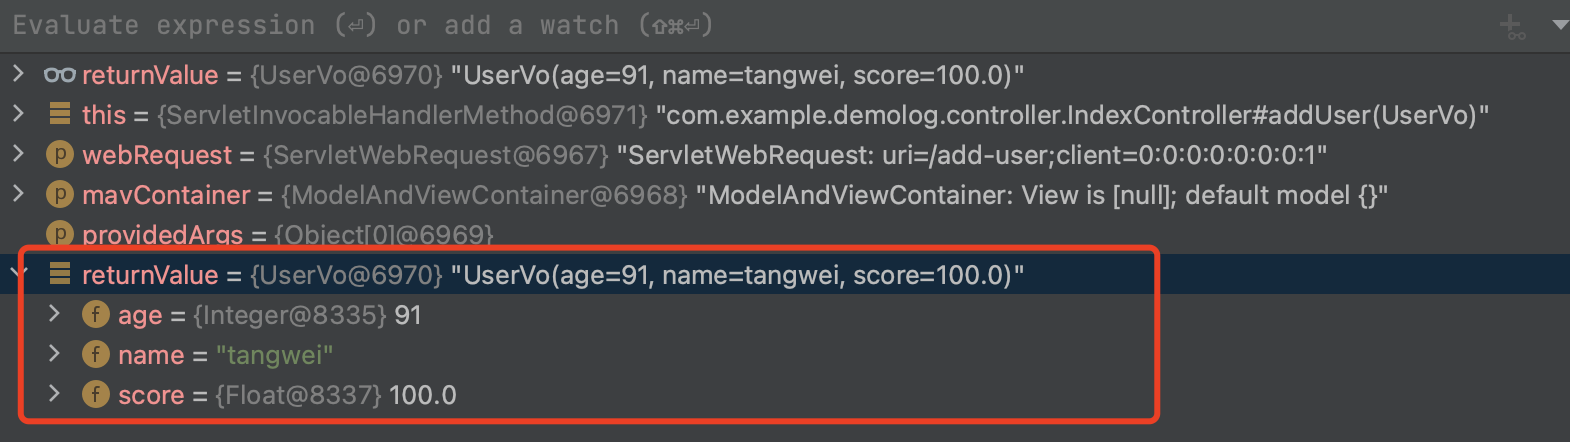 Evaluate expression (⏎) or add a watch (⇧⌘⏎)
returnValue = {UserVo@6970} "UserVo(age=91, name=tangwei, score=100.0)"
this = {ServletInvocableHandlerMethod@6971} "com.example.demolog.controller.IndexController#addUser(UserVo)"
p webRequest = {ServletWebRequest@6967} "ServletWebRequest: uri=/add-user;client=0:0:0:0:0:0:0:1"
p mavContainer = {ModelAndViewContainer@6968} "ModelAndViewContainer: View is [null]; default model {}"
p providedArgs = {Object[0]@6969}
returnValue = {UserVo@6970} "UserVo(age=91, name=tangwei, score=100.0)"
f age = {Integer@8335} 91
f name = "tangwei"
f score = {Float@8337} 100.0